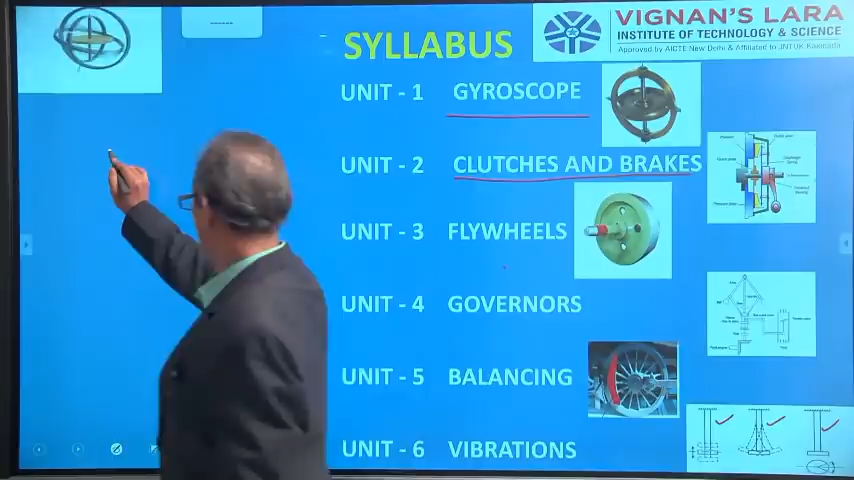 SYLLABUS
VIGNAN'S LARA
INSTITUTE OF TECHNOLOGY & SCIENCE
Approved by AICTE New Delhi & Affiliated to JNTUK Kakinada
UNIT - 1 GYROSCOPE
UNIT - 2 CLUTCHES AND BRAKES
UNIT - 3 FLYWHEELS
UNIT - 4 GOVERNORS
UNIT - 5 BALANCING
UNIT - 6 VIBRATIONS